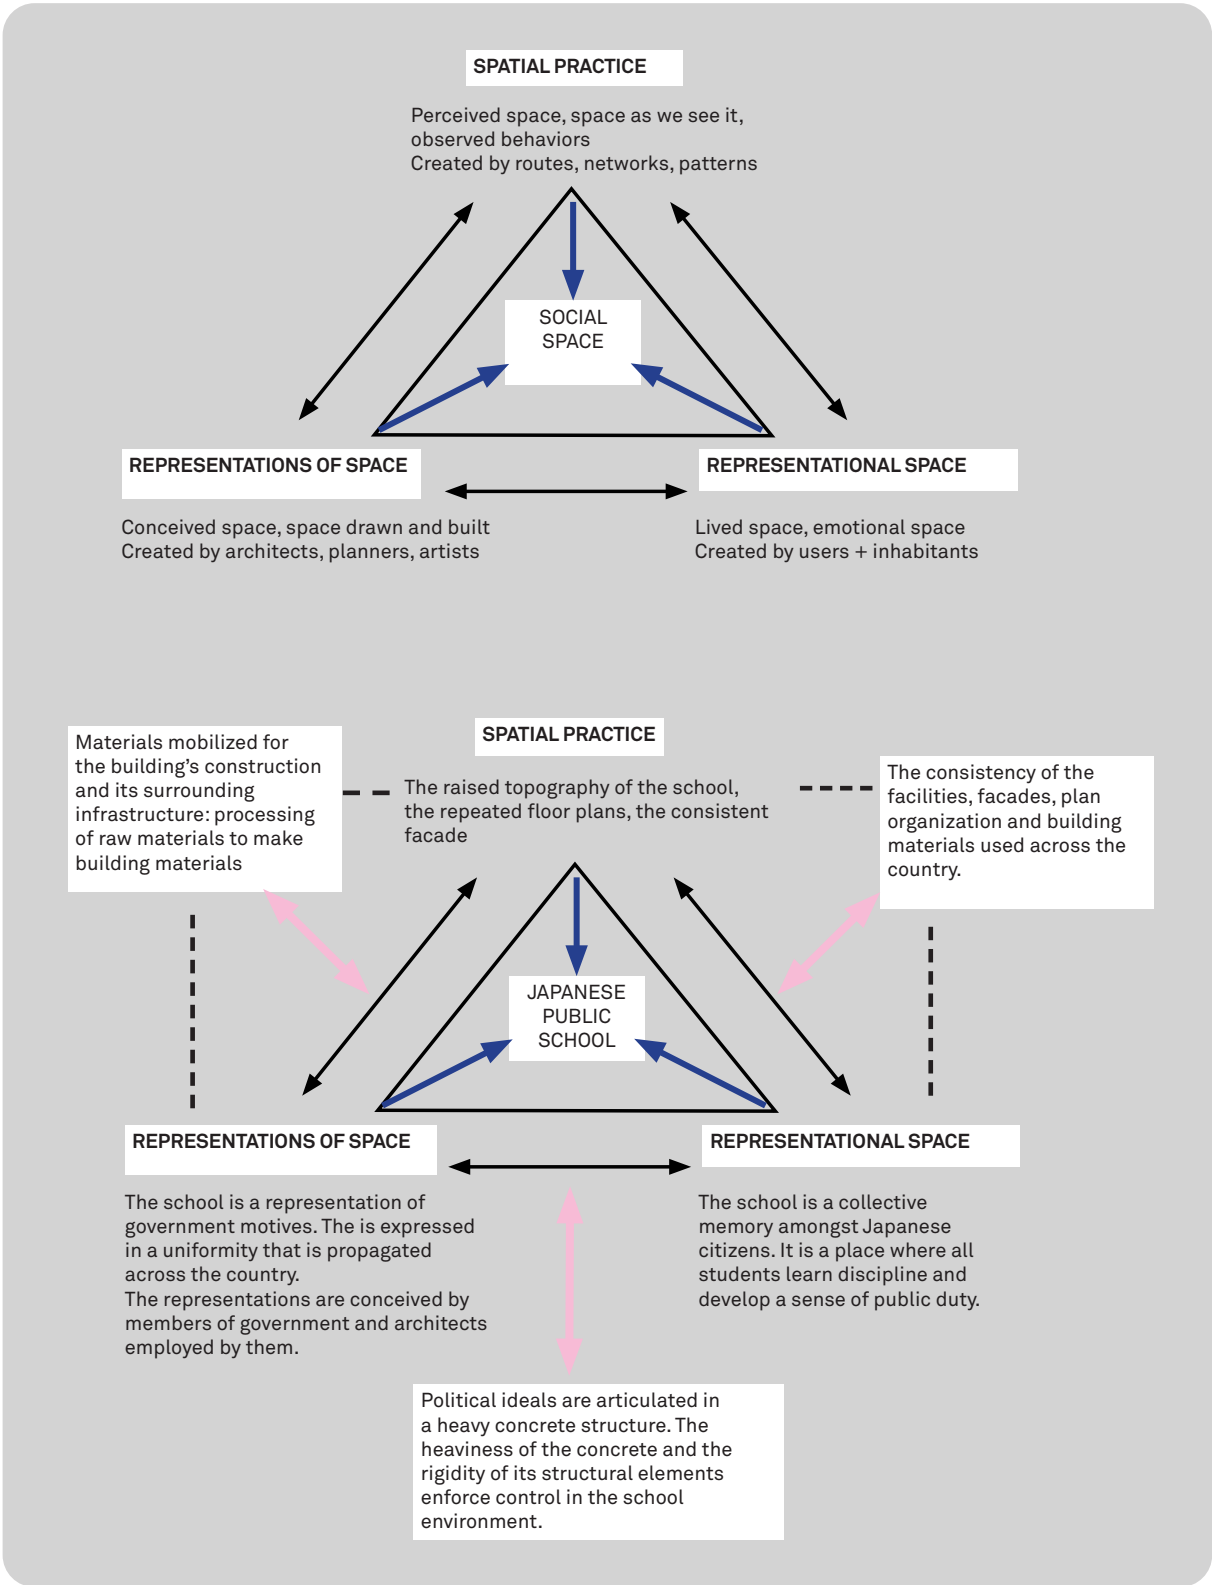 SPATIAL PRACTICE
Perceived space, space as we see it,
observed behaviors
Created by routes, networks, patterns
SOCIAL
SPACE
REPRESENTATIONS OF SPACE
Conceived space, space drawn and built
Created by architects, planners, artists
REPRESENTATIONAL SPACE
Lived space, emotional space
Created by users + inhabitants
Materials mobilized for
the building's construction
and its surrounding
infrastructure: processing
of raw materials to make
building materials
SPATIAL PRACTICE
The raised topography of the school,
the repeated floor plans, the consistent
facade
The consistency of the
facilities, facades, plan
organization and building
materials used across the
country.
JAPANESE
PUBLIC
SCHOOL
REPRESENTATIONS OF SPACE
The school is a representation of
government motives. The is expressed
in a uniformity that is propagated
across the country.
The representations are conceived by
members of government and architects
employed by them.
REPRESENTATIONAL SPACE
The school is a collective
memory amongst Japanese
citizens. It is a place where all
students learn discipline and
develop a sense of public duty.
Political ideals are articulated in
a heavy concrete structure. The
heaviness of the concrete and the
rigidity of its structural elements
enforce control in the school
environment.